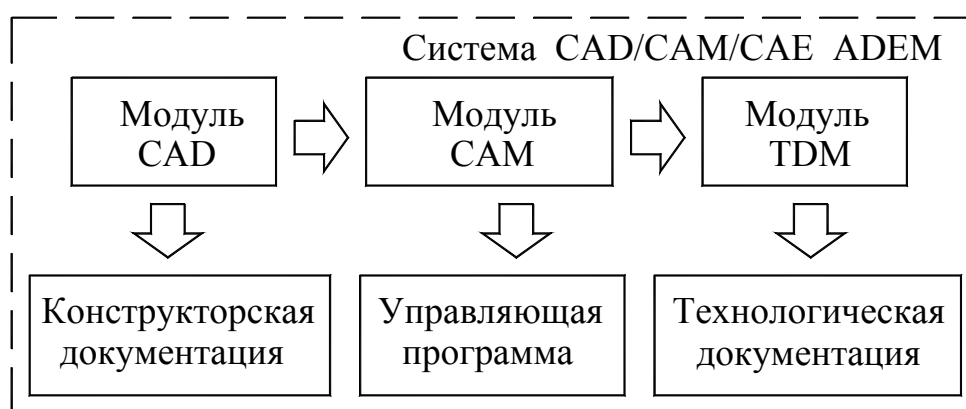 Система CAD/CAM/CAE ADEM
Модуль
CAD
Модуль
CAM
Модуль
TDM
Конструкторская
документация
Управляющая
программа
Технологическая
документация